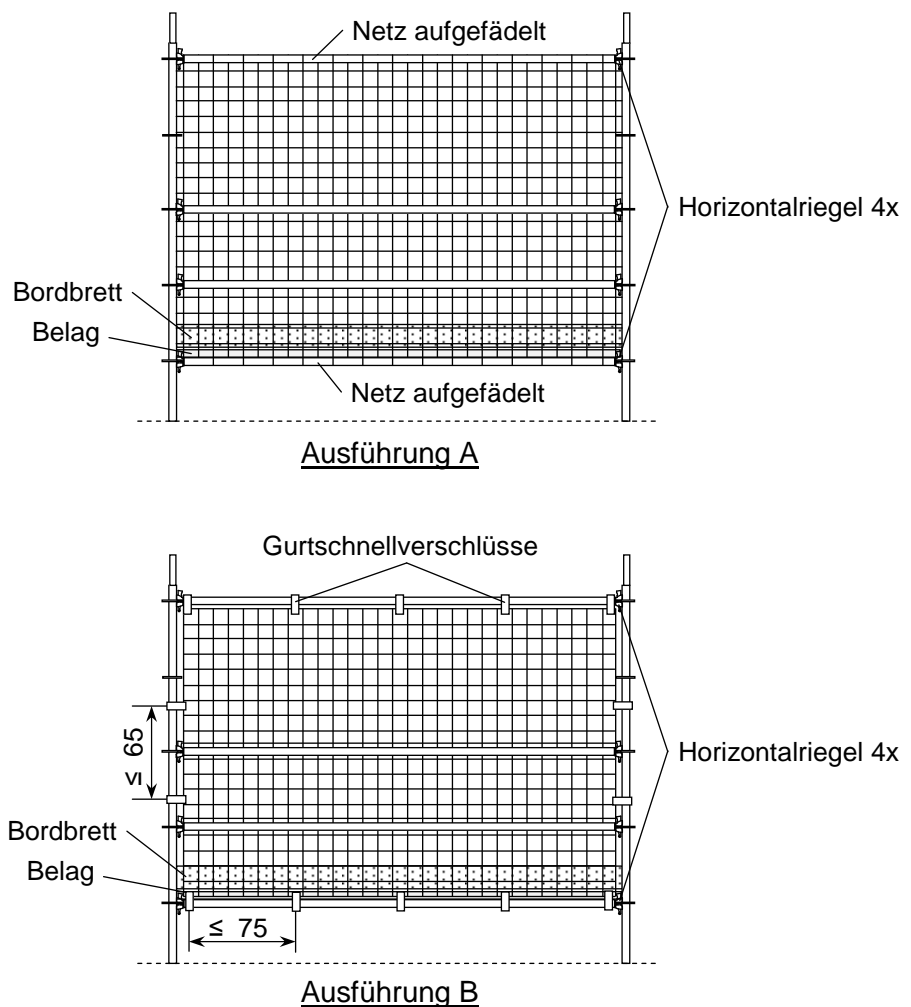 Netz aufgefädelt
Horizontalriegel 4x
Bordbrett
Belag
Netz aufgefädelt
Ausführung A
Gurtschnellverschlüsse
≤ 65
Horizontalriegel 4x
Bordbrett
Belag
≤ 75
Ausführung B